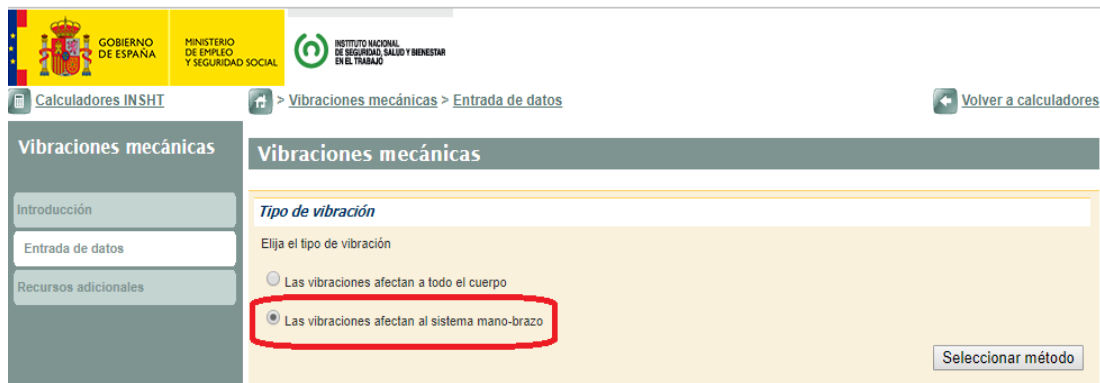 GOBIERNO
DE ESPAÑA
MINISTERIO
DE EMPLEO
Y SEGURIDAD SOCIAL
INSTITUTO NACIONAL
DE SEGURIDAD, SALUD Y BIENESTAR
EN EL TRABAJO
Calculadores INSHT
> Vibraciones mecánicas > Entrada de datos
Volver a calculadores
Vibraciones mecánicas
Introducción
Entrada de datos
Recursos adicionales
Vibraciones mecánicas
Tipo de vibración
Elija el tipo de vibración
Las vibraciones afectan a todo el cuerpo
Las vibraciones afectan al sistema mano-brazo
Seleccionar método